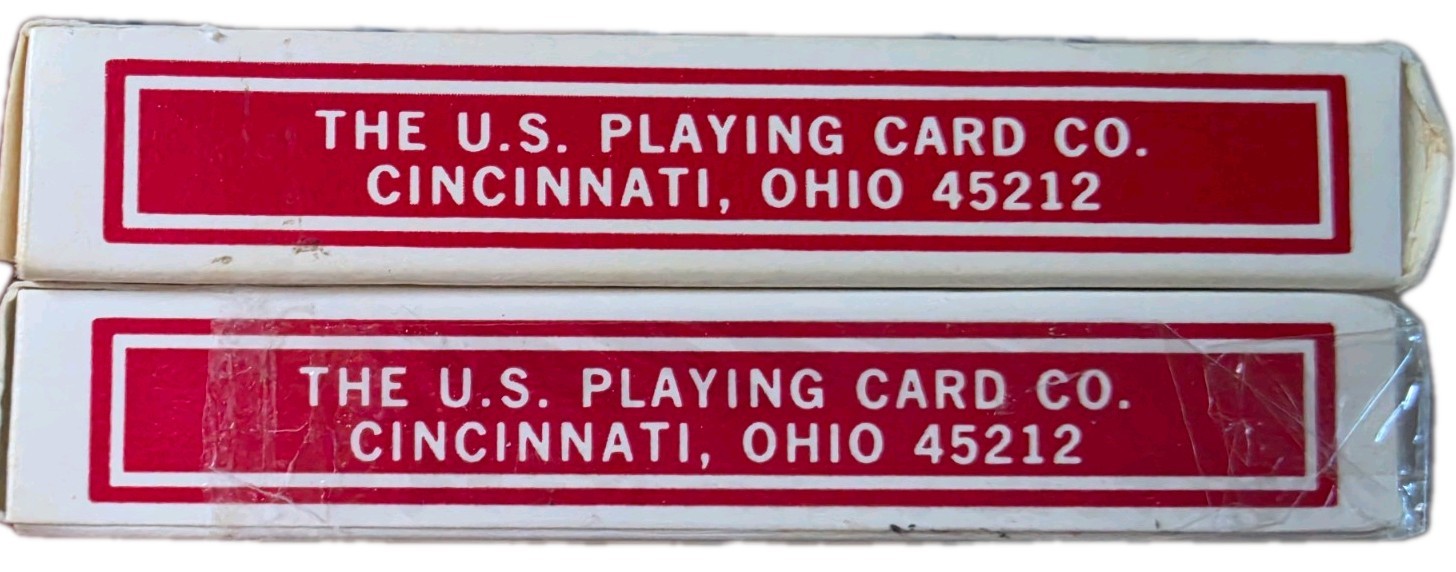 THE U.S. PLAYING CARD CO.
CINCINNATI, OHIO 45212
THE U.S. PLAYING CARD CO.
CINCINNATI, OHIO 45212